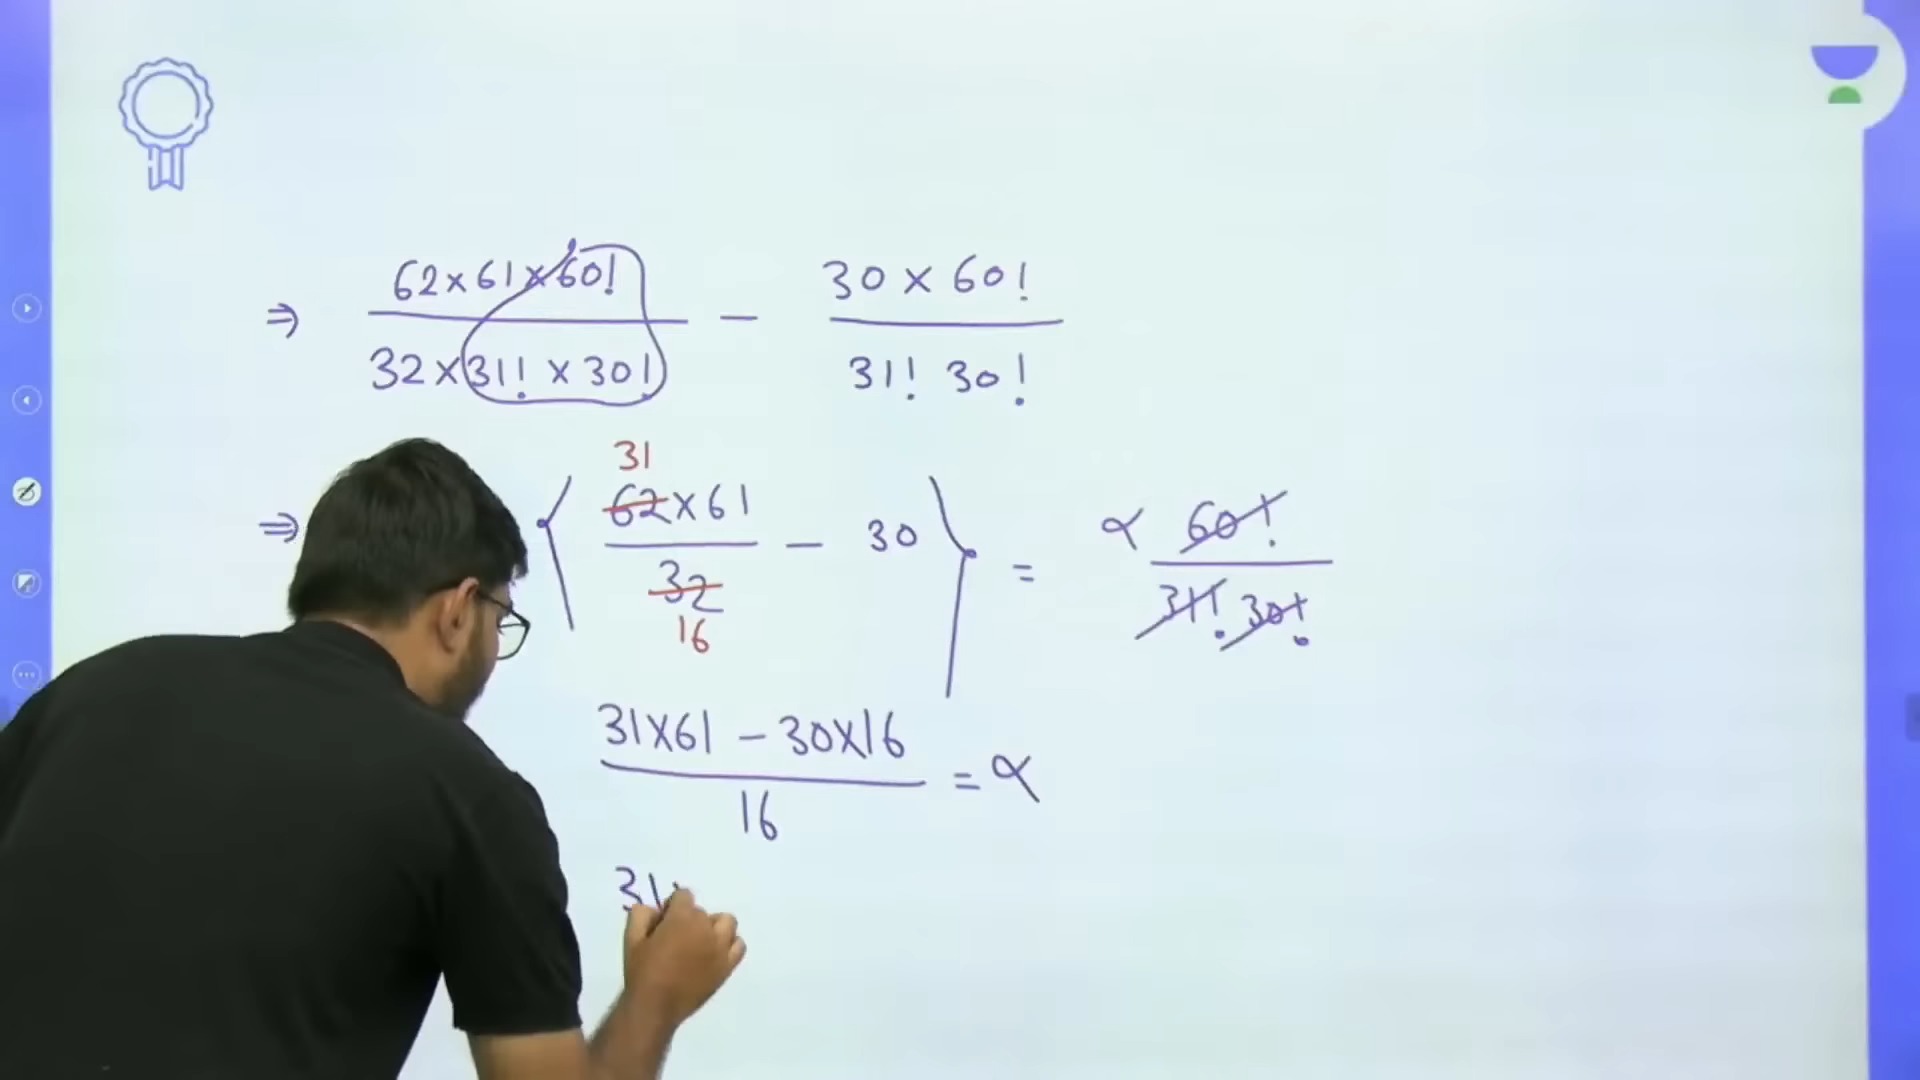 ⇒ 62×61×60! / 32×31!×30! − 30×60! / 31! 30!
31
⇒ { 62×61 / 32 − 30 } = α 60! / 31! 30!
16
31×61 − 30×16 / 16 = α
31